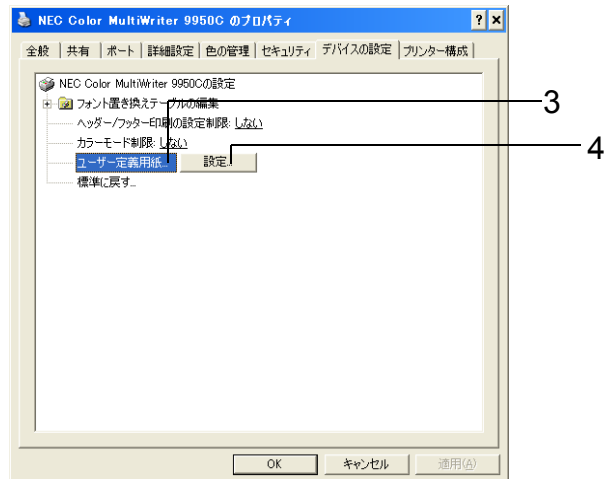 NEC Color MultiWriter 9950C のプロパティ
全般 共有 ポート 詳細設定 色の管理 セキュリティ デバイスの設定 プリンター構成
NEC Color MultiWriter 9950Cの設定
フォント置き換えテーブルの編集
3
ヘッダー/フッター印刷の設定制限: しない
カラーモード制限: しない
4
ユーザー定義用紙... 設定...
標準に戻す...
OK キャンセル 適用(A)